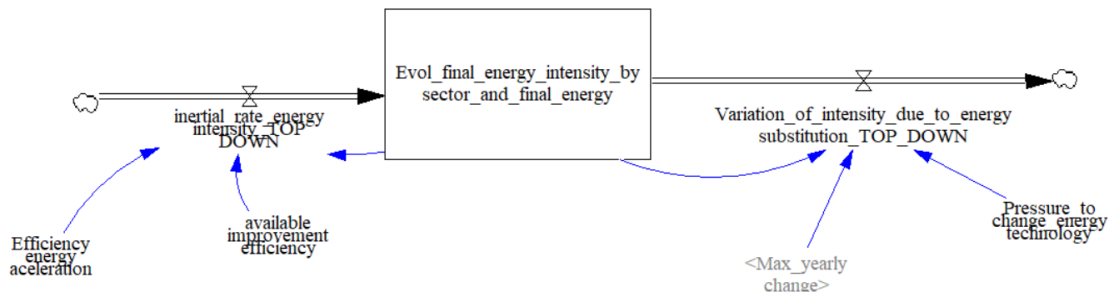 Evol_final_energy_intensity_by
sector_and_final_energy
inertial_rate_energy
intensity_TOP
DOWN
Variation_of_intensity_due_to_energy
substitution_TOP_DOWN
Efficiency
energy
aceleration
available
improvement
efficiency
<Max_yearly
change>
Pressure_to
change_energy
technology